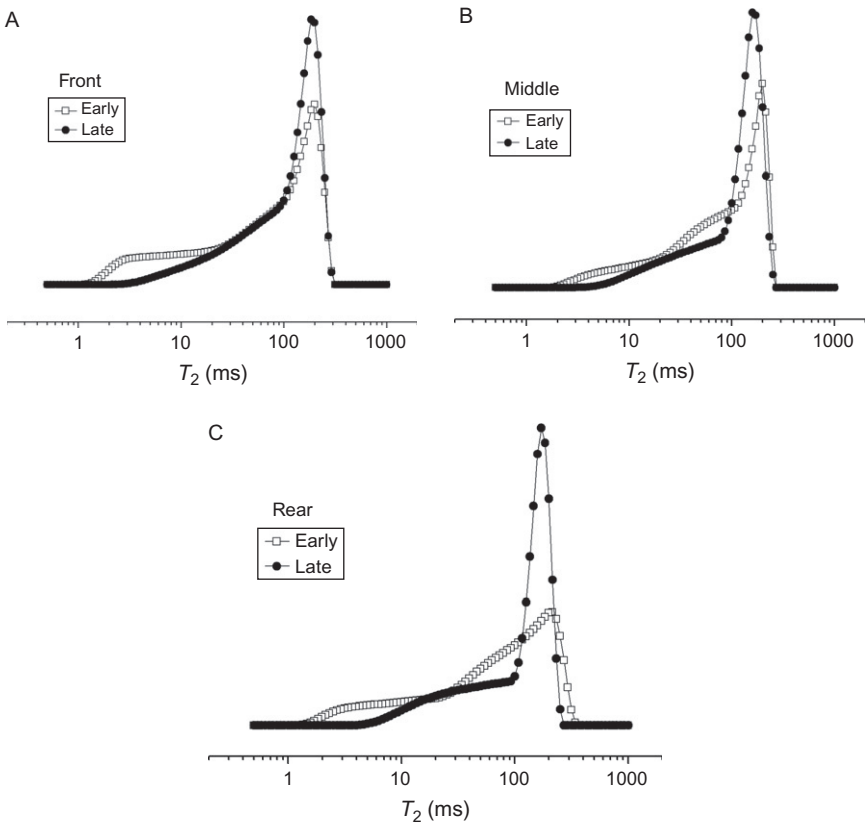 A
Front
Early
Late
1 10 100 1000
T₂ (ms)
B
Middle
Early
Late
1 10 100 1000
T₂ (ms)
C
Rear
Early
Late
1 10 100 1000
T₂ (ms)